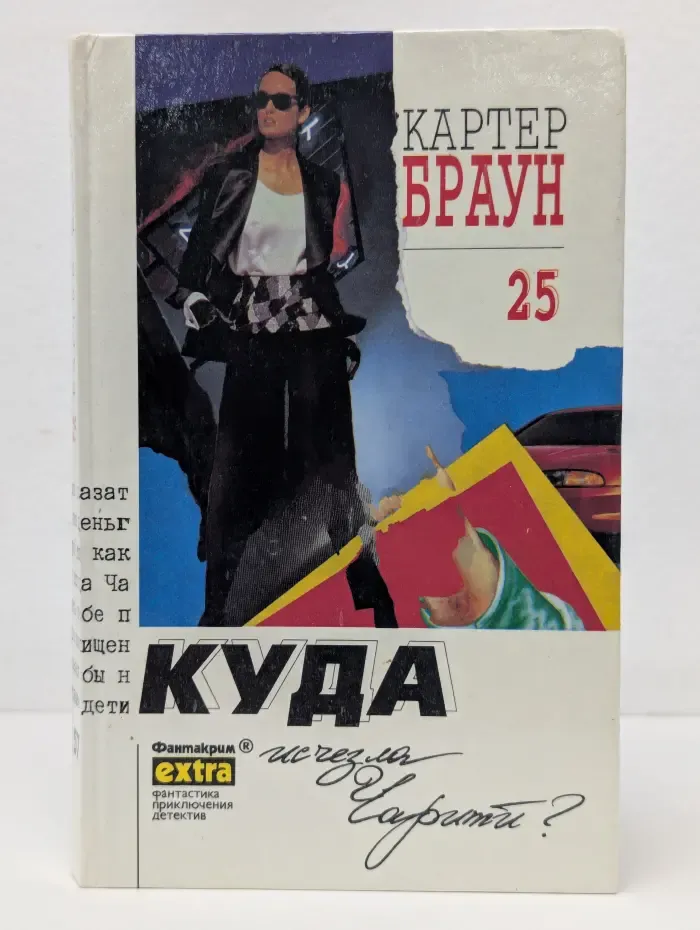 КАРТЕР
БРАУН
25
азат
еньг
как
а Ча
бе п
ищен
бы н
дети
КУДА
исчезла
Чарити?
Фантакрим®
extra
фантастика
приключения
детектив